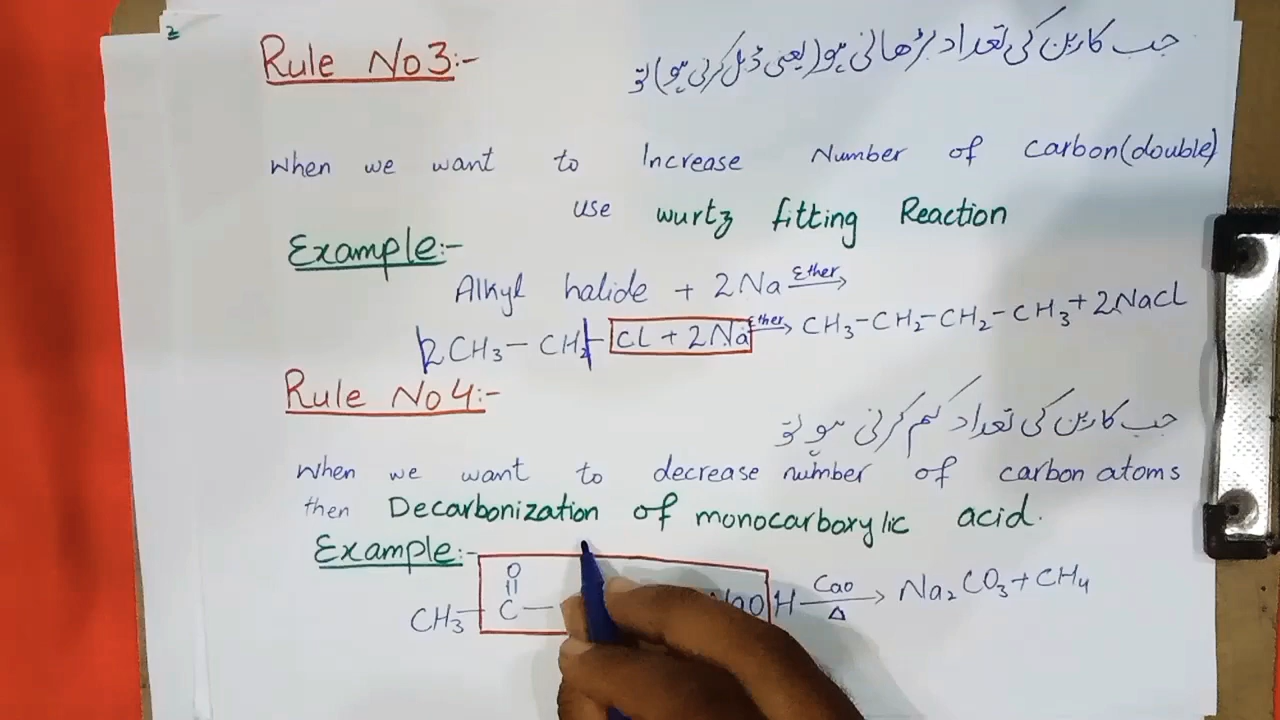 2
Rule No3:-
جب کاربن کی تعداد بڑھانی ہو (یعنی ڈبل کرنی ہو) تو
When we want to Increase Number of carbon(double)
use wurtz fitting Reaction
Example:-
Alkyl halide + 2Na Ether→
2CH₃-CH₂-Cl + 2Na Ether→ CH₃-CH₂-CH₂-CH₃ + 2NaCl
Rule No4:-
جب کاربن کی تعداد کم کرنی ہو تو
When we want to decrease number of carbon atoms
then Decarbonization of monocarboxylic acid.
Example:-
O
CH₃-C- H CaO→ Na₂CO₃+CH₄
Δ